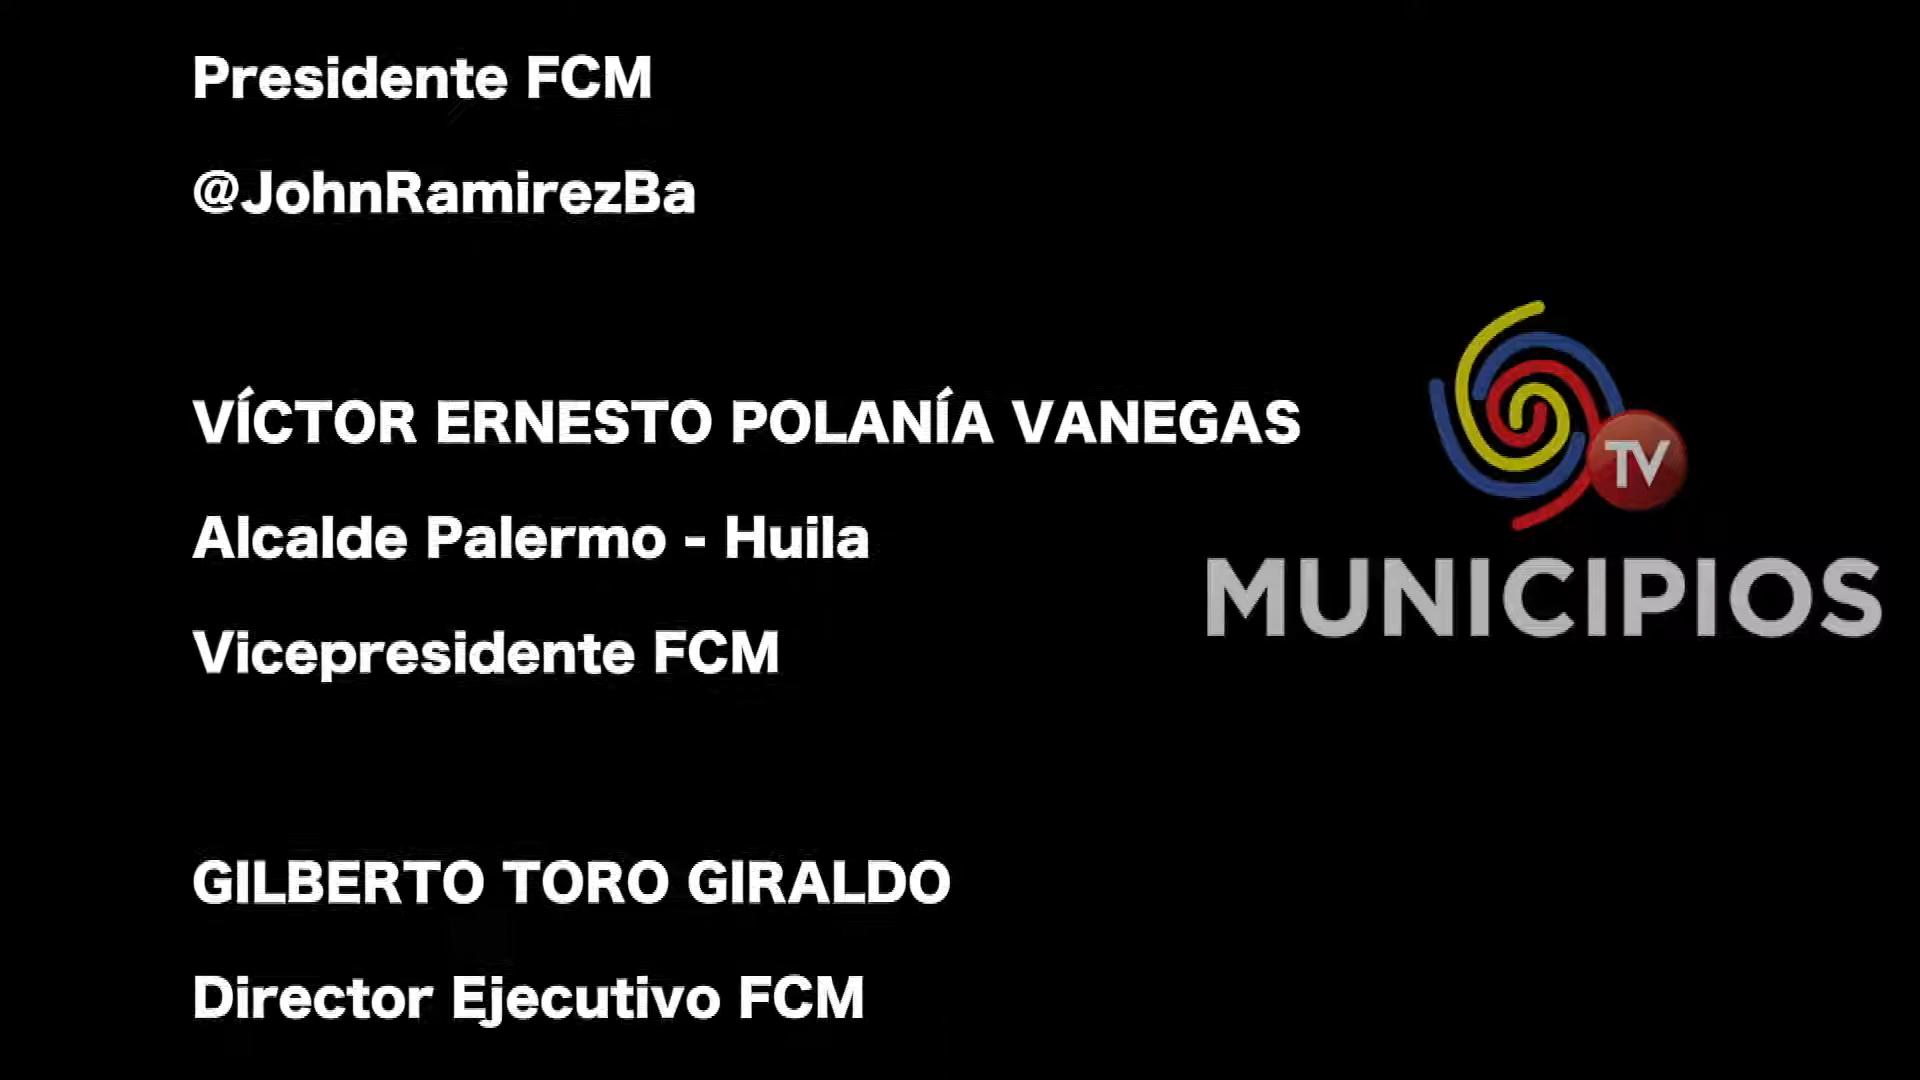 Presidente FCM
@JohnRamirezBa
VÍCTOR ERNESTO POLANÍA VANEGAS
Alcalde Palermo - Huila
Vicepresidente FCM
GILBERTO TORO GIRALDO
Director Ejecutivo FCM
TV
MUNICIPIOS